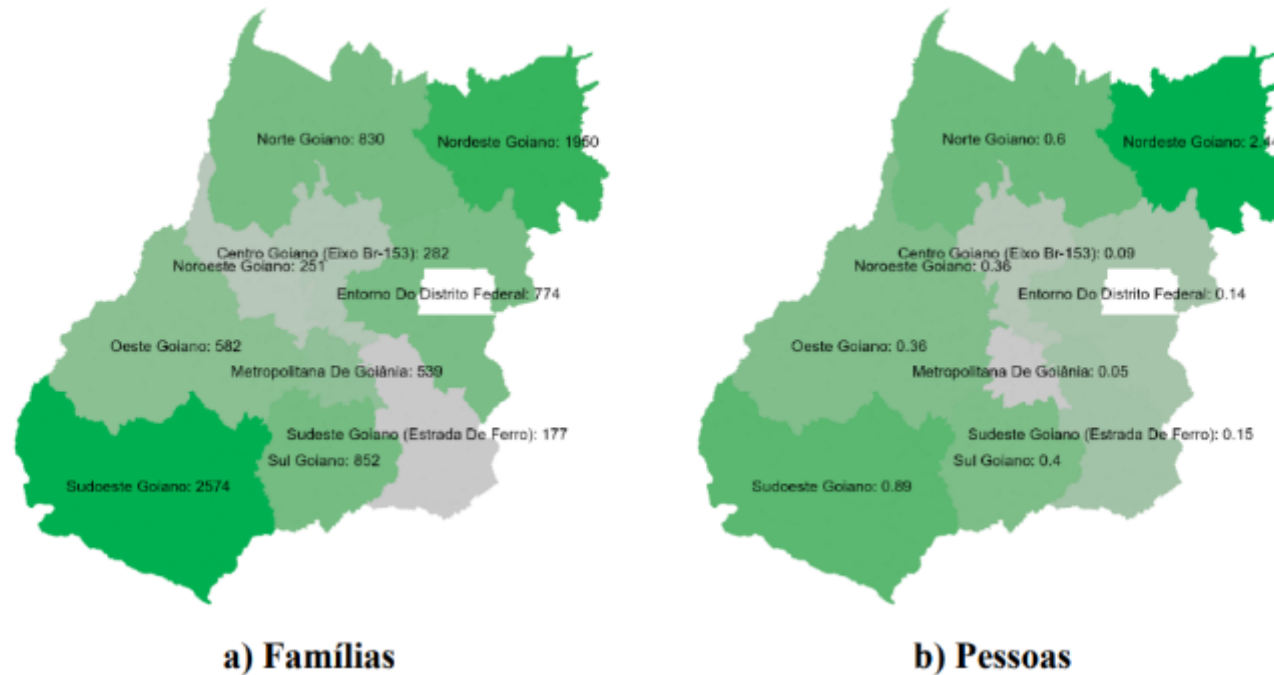 Norte Goiano: 830
Nordeste Goiano: 1960
Centro Goiano (Eixo Br-153): 282
Noroeste Goiano: 251
Entorno Do Distrito Federal: 774
Oeste Goiano: 582
Metropolitana De Goiânia: 539
Sudeste Goiano (Estrada De Ferro): 177
Sul Goiano: 852
Sudoeste Goiano: 2574
a) Famílias
Norte Goiano: 0.6
Nordeste Goiano: 2.44
Centro Goiano (Eixo Br-153): 0.09
Noroeste Goiano: 0.36
Entorno Do Distrito Federal: 0.14
Oeste Goiano: 0.36
Metropolitana De Goiânia: 0.05
Sudeste Goiano (Estrada De Ferro): 0.15
Sul Goiano: 0.4
Sudoeste Goiano: 0.89
b) Pessoas